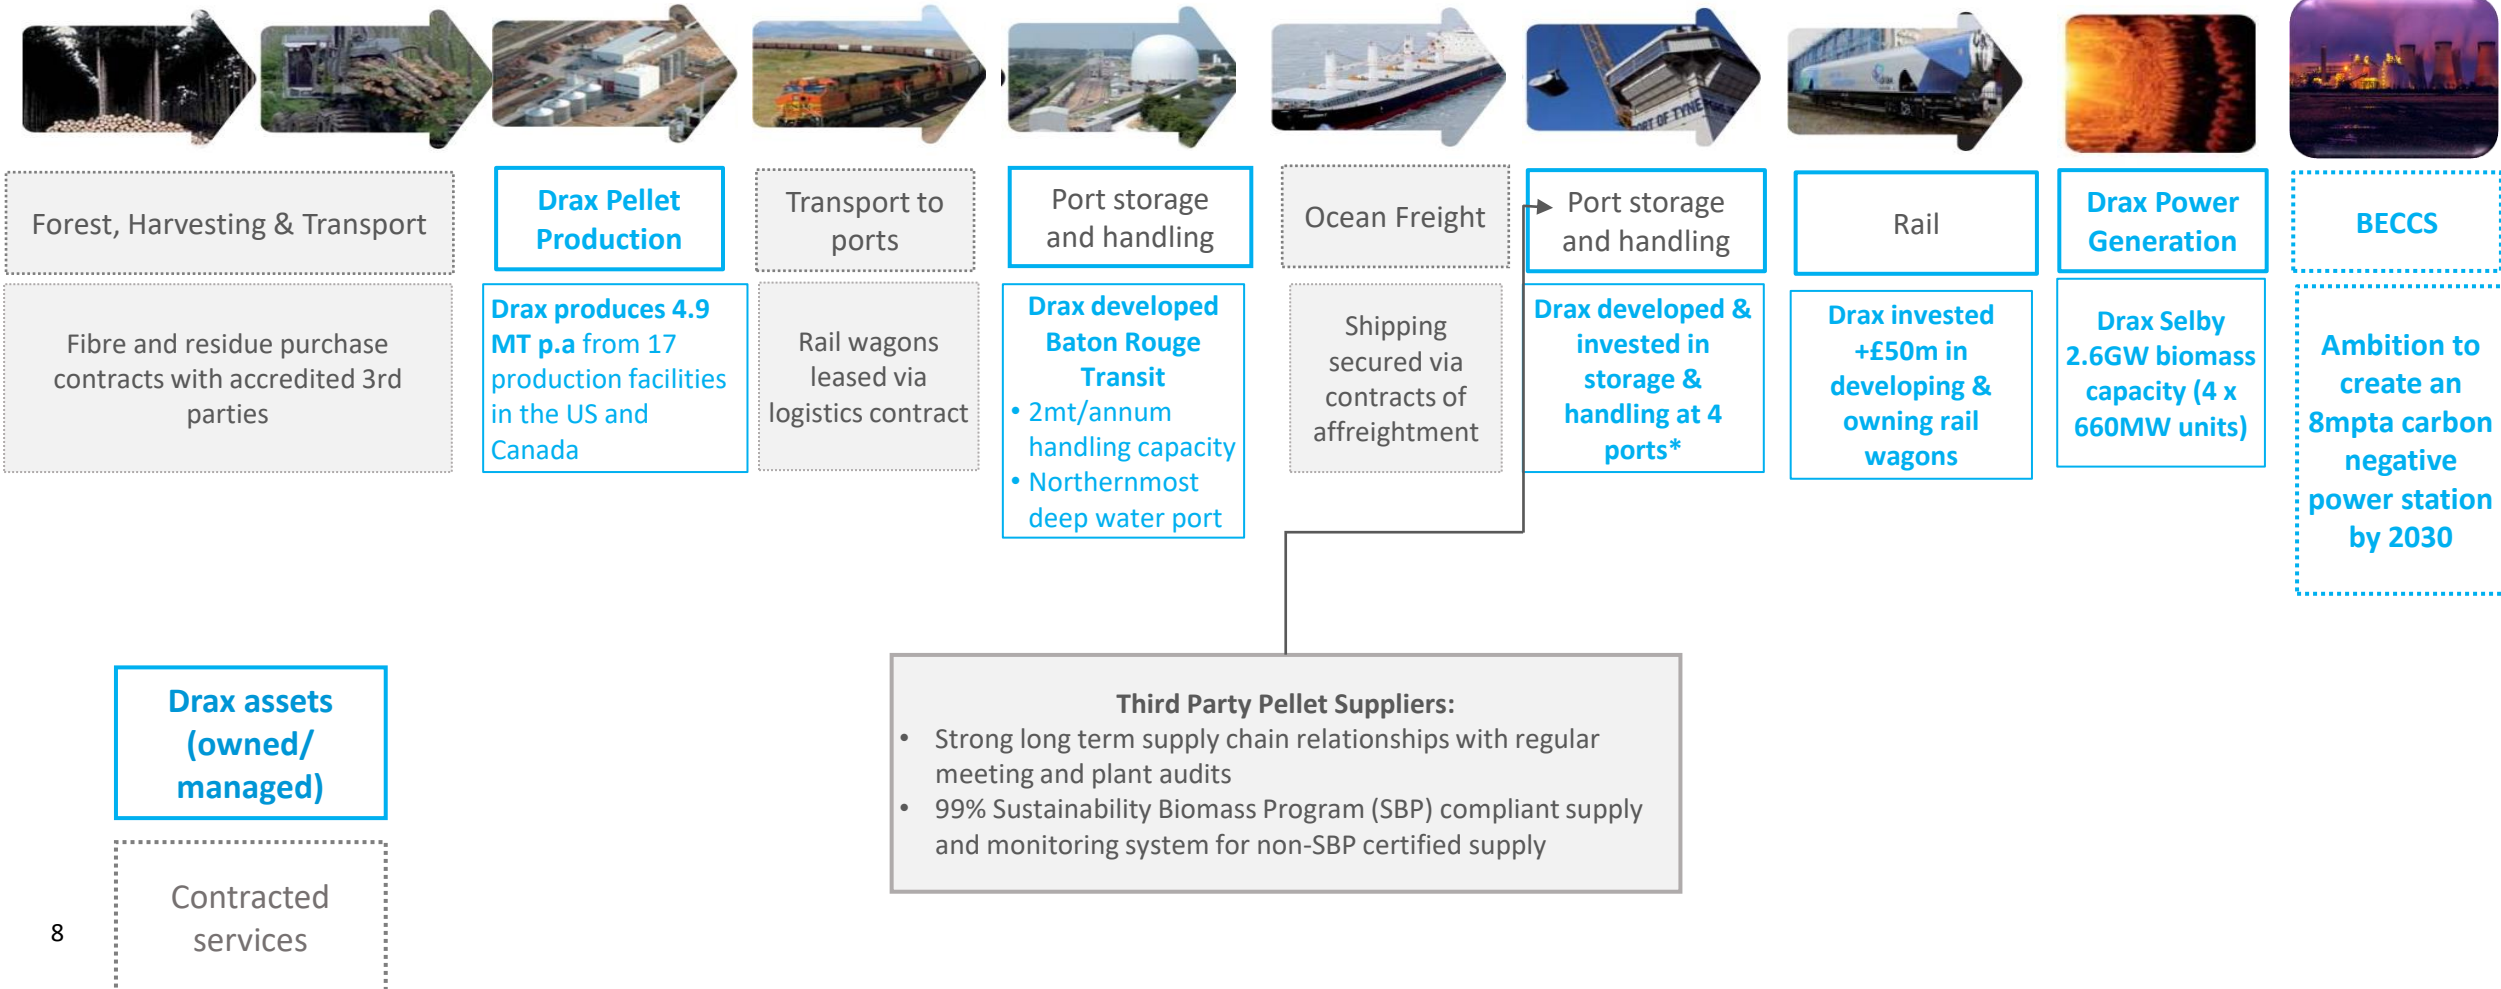 PORT OF TYNE
Forest, Harvesting & Transport
Fibre and residue purchase
contracts with accredited 3rd
parties
Drax Pellet
Production
Drax produces 4.9
MT p.a from 17
production facilities
in the US and
Canada
Transport to
ports
Rail wagons
leased via
logistics contract
Port storage
and handling
Drax developed
Baton Rouge
Transit
• 2mt/annum
handling capacity
• Northernmost
deep water port
Ocean Freight
Shipping
secured via
contracts of
affreightment
Port storage
and handling
Drax developed &
invested in
storage &
handling at 4
ports*
Rail
Drax invested
+£50m in
developing &
owning rail
wagons
Drax Power
Generation
Drax Selby
2.6GW biomass
capacity (4 x
660MW units)
BECCS
Ambition to
create an
8mpta carbon
negative
power station
by 2030
Third Party Pellet Suppliers:
• Strong long term supply chain relationships with regular
meeting and plant audits
• 99% Sustainability Biomass Program (SBP) compliant supply
and monitoring system for non-SBP certified supply
Drax assets
(owned/
managed)
Contracted
services
8